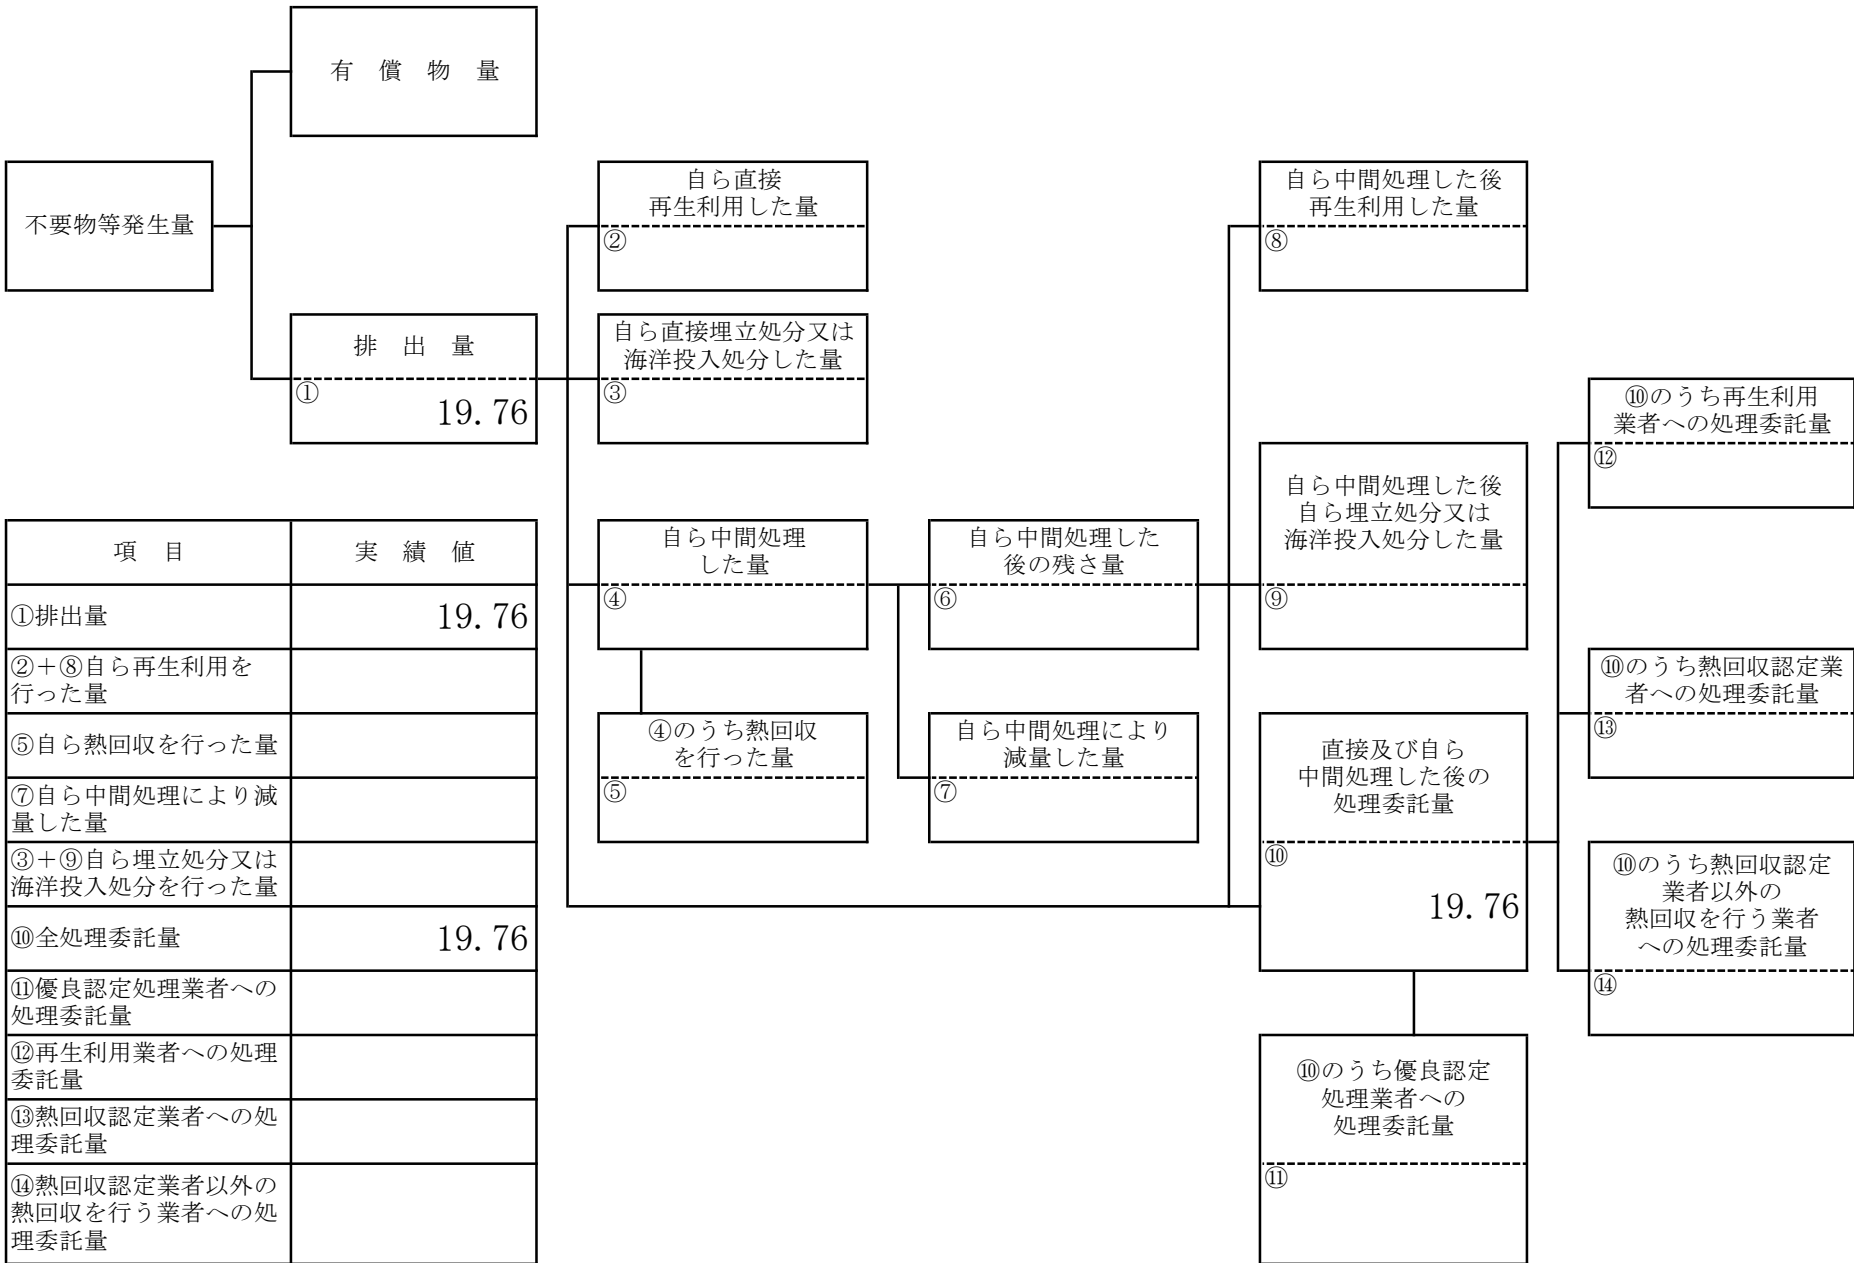 有 償 物 量
不要物等発生量
排 出 量
①
19.76
自ら直接
再生利用した量
②
自ら直接埋立処分又は
海洋投入処分した量
③
自ら中間処理
した量
④
④のうち熱回収
を行った量
⑤
自ら中間処理した
後の残さ量
⑥
自ら中間処理により
減量した量
⑦
自ら中間処理した後
再生利用した量
⑧
自ら中間処理した後
自ら埋立処分又は
海洋投入処分した量
⑨
直接及び自ら
中間処理した後の
処理委託量
⑩
19.76
⑩のうち優良認定
処理業者への
処理委託量
⑪
⑩のうち再生利用
業者への処理委託量
⑫
⑩のうち熱回収認定業
者への処理委託量
⑬
⑩のうち熱回収認定
業者以外の
熱回収を行う業者
への処理委託量
⑭
項 目 実 績 値
①排出量 19.76
②＋⑧自ら再生利用を
行った量
⑤自ら熱回収を行った量
⑦自ら中間処理により減
量した量
③＋⑨自ら埋立処分又は
海洋投入処分を行った量
⑩全処理委託量 19.76
⑪優良認定処理業者への
処理委託量
⑫再生利用業者への処理
委託量
⑬熱回収認定業者への処
理委託量
⑭熱回収認定業者以外の
熱回収を行う業者への処
理委託量